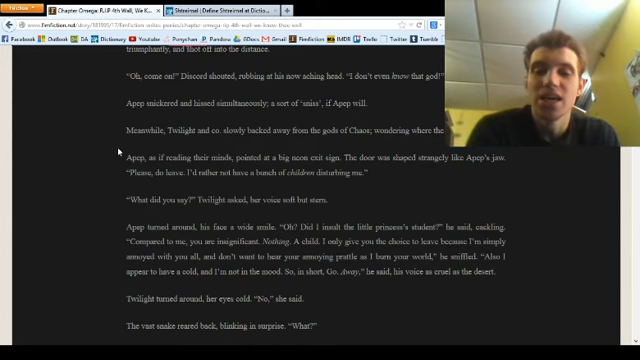 Firefox
Chapter Omega: R.I.P 4th Wall, We K...
Shtreimel | Define Shtreimel at Dictio...
www.fimfiction.net/story/181905/17/fimfiction-unitas-ponies/chapter-omega-rip-4th-wall-we-knew-thee-well
Facebook Outlook DA Dictionary YouTube Ponychan Fimfiction Google Docs Tumblr Twitter
triumphantly, and shot off into the distance.
“Oh, come on!” Discord shouted, rubbing at his now aching head. “I don’t even know that god!”
Apep snickered and hissed simultaneously; a sort of ‘sniss’, if Apep will.
Meanwhile, Twilight and co. slowly backed away from the gods of Chaos; wondering where the
Apep, as if reading their minds, pointed at a big neon exit sign. The door was shaped strangely like Apep’s jaw.
“Please, do leave. I’d rather not have a bunch of children disturbing me.”
“What did you say?” Twilight asked, her voice soft but stern.
Apep turned around, his face a wide smile. “Oh? Did I insult the little princess’s student?” he said, cackling.
“Compared to me, you are insignificant. Nothing. A child. I only give you the choice to leave because I’m simply
annoyed with you all, and don’t want to hear your annoying prattle as I burn your world,” he sniffled. “Also I
appear to have a cold, and I’m not in the mood. So, in short, Go. Away,” he said, his voice as cruel as the desert.
Twilight turned around, her eyes cold. “No,” she said.
The vast snake reared back, blinking in surprise. “What?”